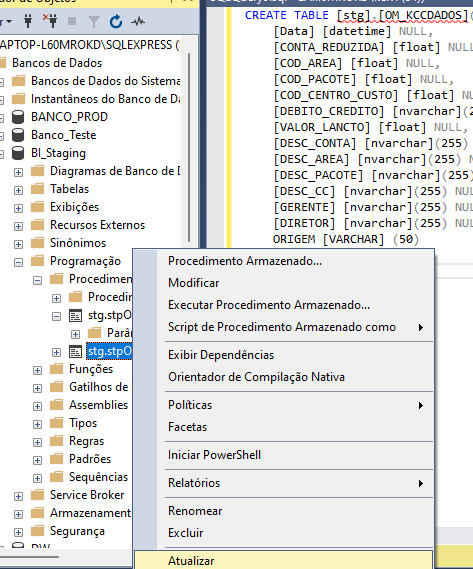 dor de Objetos
APTOP-L60MROKD\SQLEXPRESS (
Bancos de Dados
Bancos de Dados do Sistema
Instantâneos do Banco de Da
BANCO_PROD
Banco_Teste
BI_Staging
Diagramas de Banco de D
Tabelas
Exibições
Recursos Externos
Sinônimos
Programação
Procedimen
Procedi
stg.stpO
Parâ
stg.stpO
Funções
Gatilhos de
Assemblies
Tipos
Regras
Padrões
Sequências
Service Broker
Armazenament
Segurança
DW
CREATE TABLE [stg].[OM_KCCDADOS](
[Data] [datetime] NULL,
[CONTA_REDUZIDA] [float] NULL,
[COD_AREA] [float] NULL,
[COD_PACOTE] [float] NULL,
[COD_CENTRO_CUSTO] [float] NULL,
[DEBITO_CREDITO] [nvarchar](2
[VALOR_LANCTO] [float] NULL,
[DESC_CONTA] [nvarchar](255)
[DESC_AREA] [nvarchar](255) N
[DESC_PACOTE] [nvarchar](255)
[DESC_CC] [nvarchar](255) NUL
[GERENTE] [nvarchar](255) NUL
[DIRETOR] [nvarchar](255) NUL
ORIGEM [VARCHAR] (50)
Procedimento Armazenado...
Modificar
Executar Procedimento Armazenado...
Script de Procedimento Armazenado como
Exibir Dependências
Orientador de Compilação Nativa
Políticas
Facetas
Iniciar PowerShell
Relatórios
Renomear
Excluir
Atualizar